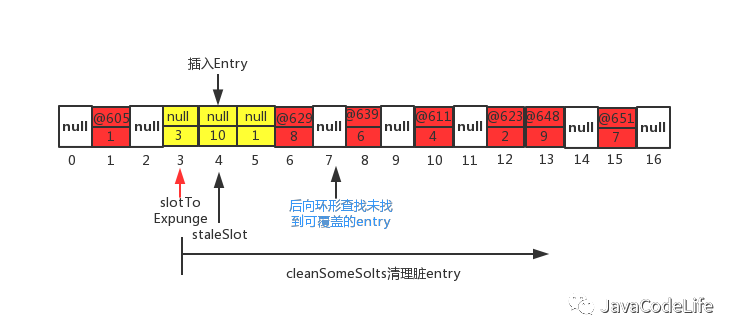 插入Entry
null @605 null null null null @629 null @639 null @611 null @623 @648 null @651 null
1 3 10 1 8 6 4 2 9 7
0 1 2 3 4 5 6 7 8 9 10 11 12 13 14 15 16
slotTo
Expunge
staleSlot
后向环形查找未找
到可覆盖的entry
cleanSomeSolts清理脏entry
JavaCodeLife